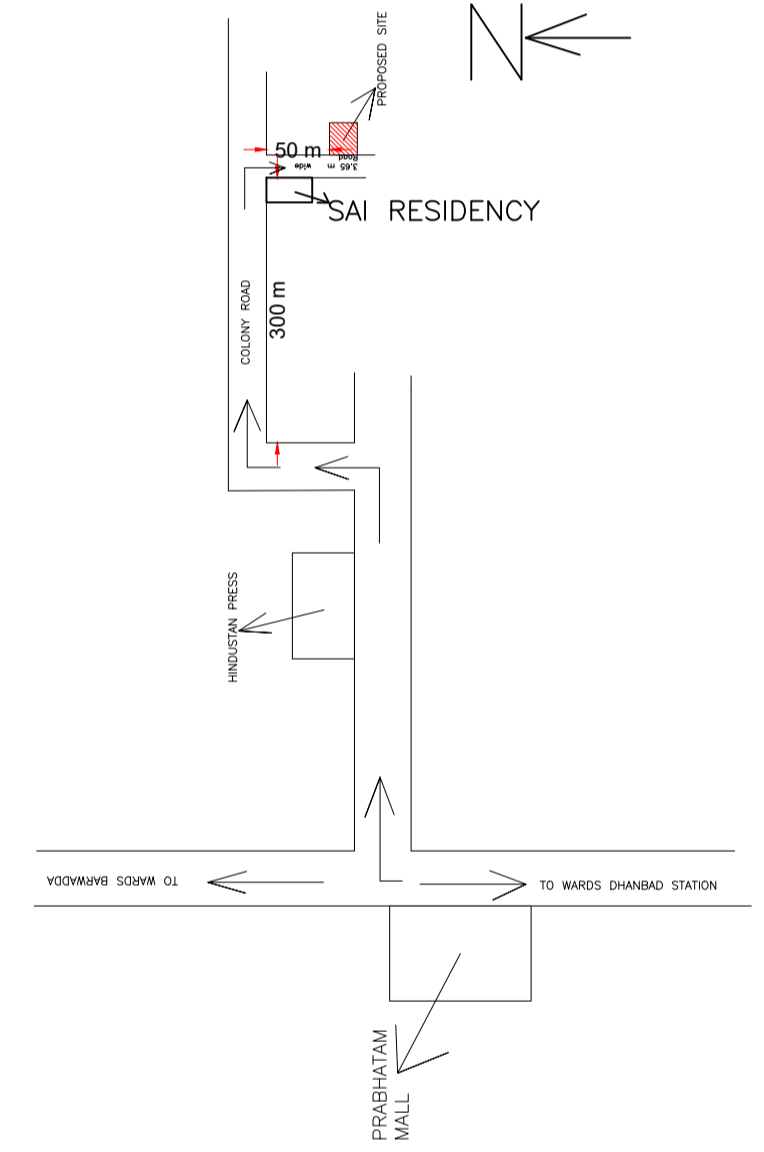 N
PROPOSED SITE
50 m
3.65 m wide
Road
SAI RESIDENCY
COLONY ROAD
300 m
HINDUSTAN PRESS
TO WARDS BARWADDA
TO WARDS DHANBAD STATION
PRABHATAM
MALL